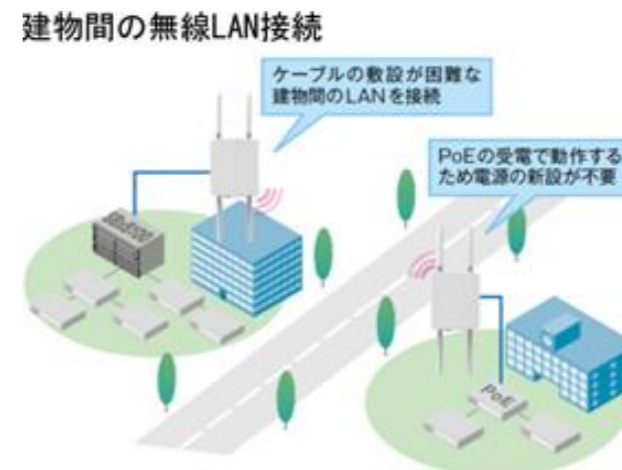 建物間の無線LAN接続
ケーブルの敷設が困難な
建物間のLANを接続
PoEの受電で動作する
ため電源の新設が不要
PoE